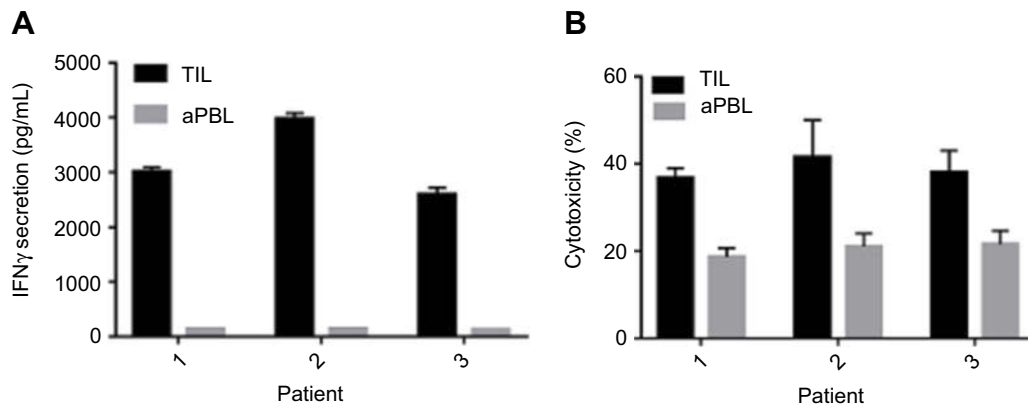 A
IFNγ secretion (pg/mL)
5000
4000
3000
2000
1000
0
TIL
aPBL
1
2
3
Patient
B
Cytotoxicity (%)
60
40
20
0
TIL
aPBL
1
2
3
Patient